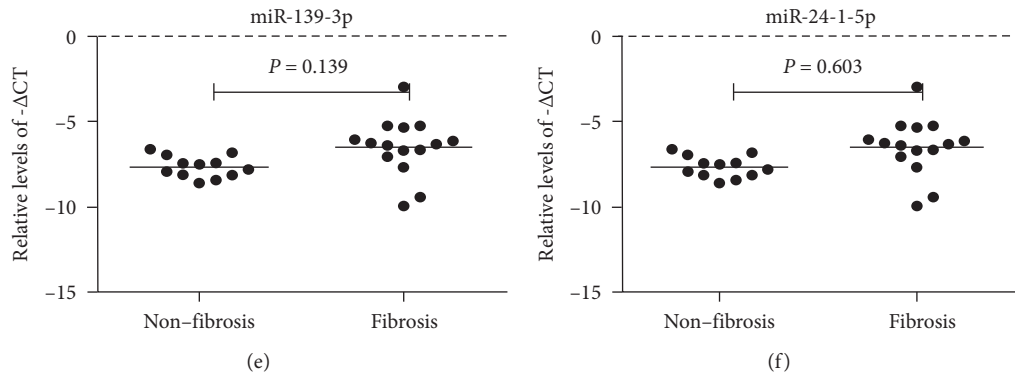 miR-139-3p
0
P = 0.139
–5
–10
–15
Relative levels of -ΔCT
Non–fibrosis
Fibrosis
(e)
miR-24-1-5p
0
P = 0.603
–5
–10
–15
Relative levels of -ΔCT
Non–fibrosis
Fibrosis
(f)